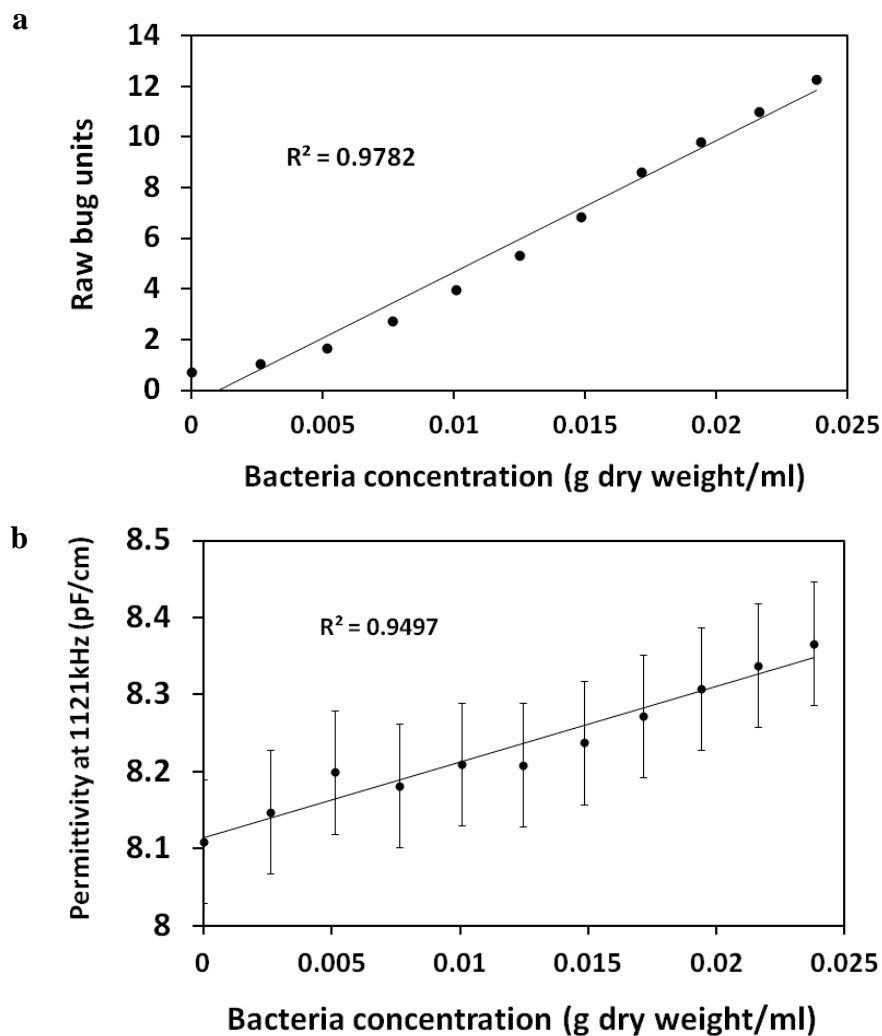 a
14
12
10
8
6
4
2
0
Raw bug units
R² = 0.9782
0 0.005 0.01 0.015 0.02 0.025
Bacteria concentration (g dry weight/ml)
b
8.5
8.4
8.3
8.2
8.1
8
Permittivity at 1121kHz (pF/cm)
R² = 0.9497
0 0.005 0.01 0.015 0.02 0.025
Bacteria concentration (g dry weight/ml)